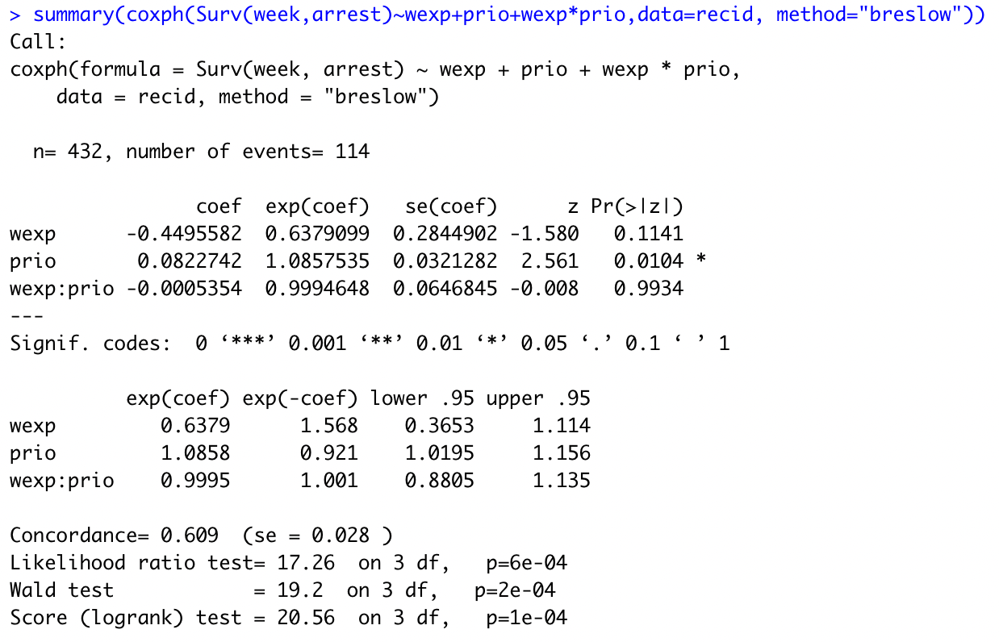 > summary(coxph(Surv(week,arrest)~wexp+prio+wexp*prio,data=recid, method="breslow"))
Call:
coxph(formula = Surv(week, arrest) ~ wexp + prio + wexp * prio,
    data = recid, method = "breslow")

  n= 432, number of events= 114

                coef  exp(coef)   se(coef)      z Pr(>|z|)
wexp      -0.4495582  0.6379099  0.2844902 -1.580   0.1141
prio       0.0822742  1.0857535  0.0321282  2.561   0.0104 *
wexp:prio -0.0005354  0.9994648  0.0646845 -0.008   0.9934
---
Signif. codes:  0 ‘***’ 0.001 ‘**’ 0.01 ‘*’ 0.05 ‘.’ 0.1 ‘ ’ 1

          exp(coef) exp(-coef) lower .95 upper .95
wexp         0.6379      1.568    0.3653     1.114
prio         1.0858      0.921    1.0195     1.156
wexp:prio    0.9995      1.001    0.8805     1.135

Concordance= 0.609  (se = 0.028 )
Likelihood ratio test= 17.26  on 3 df,   p=6e-04
Wald test            = 19.2  on 3 df,   p=2e-04
Score (logrank) test = 20.56  on 3 df,   p=1e-04